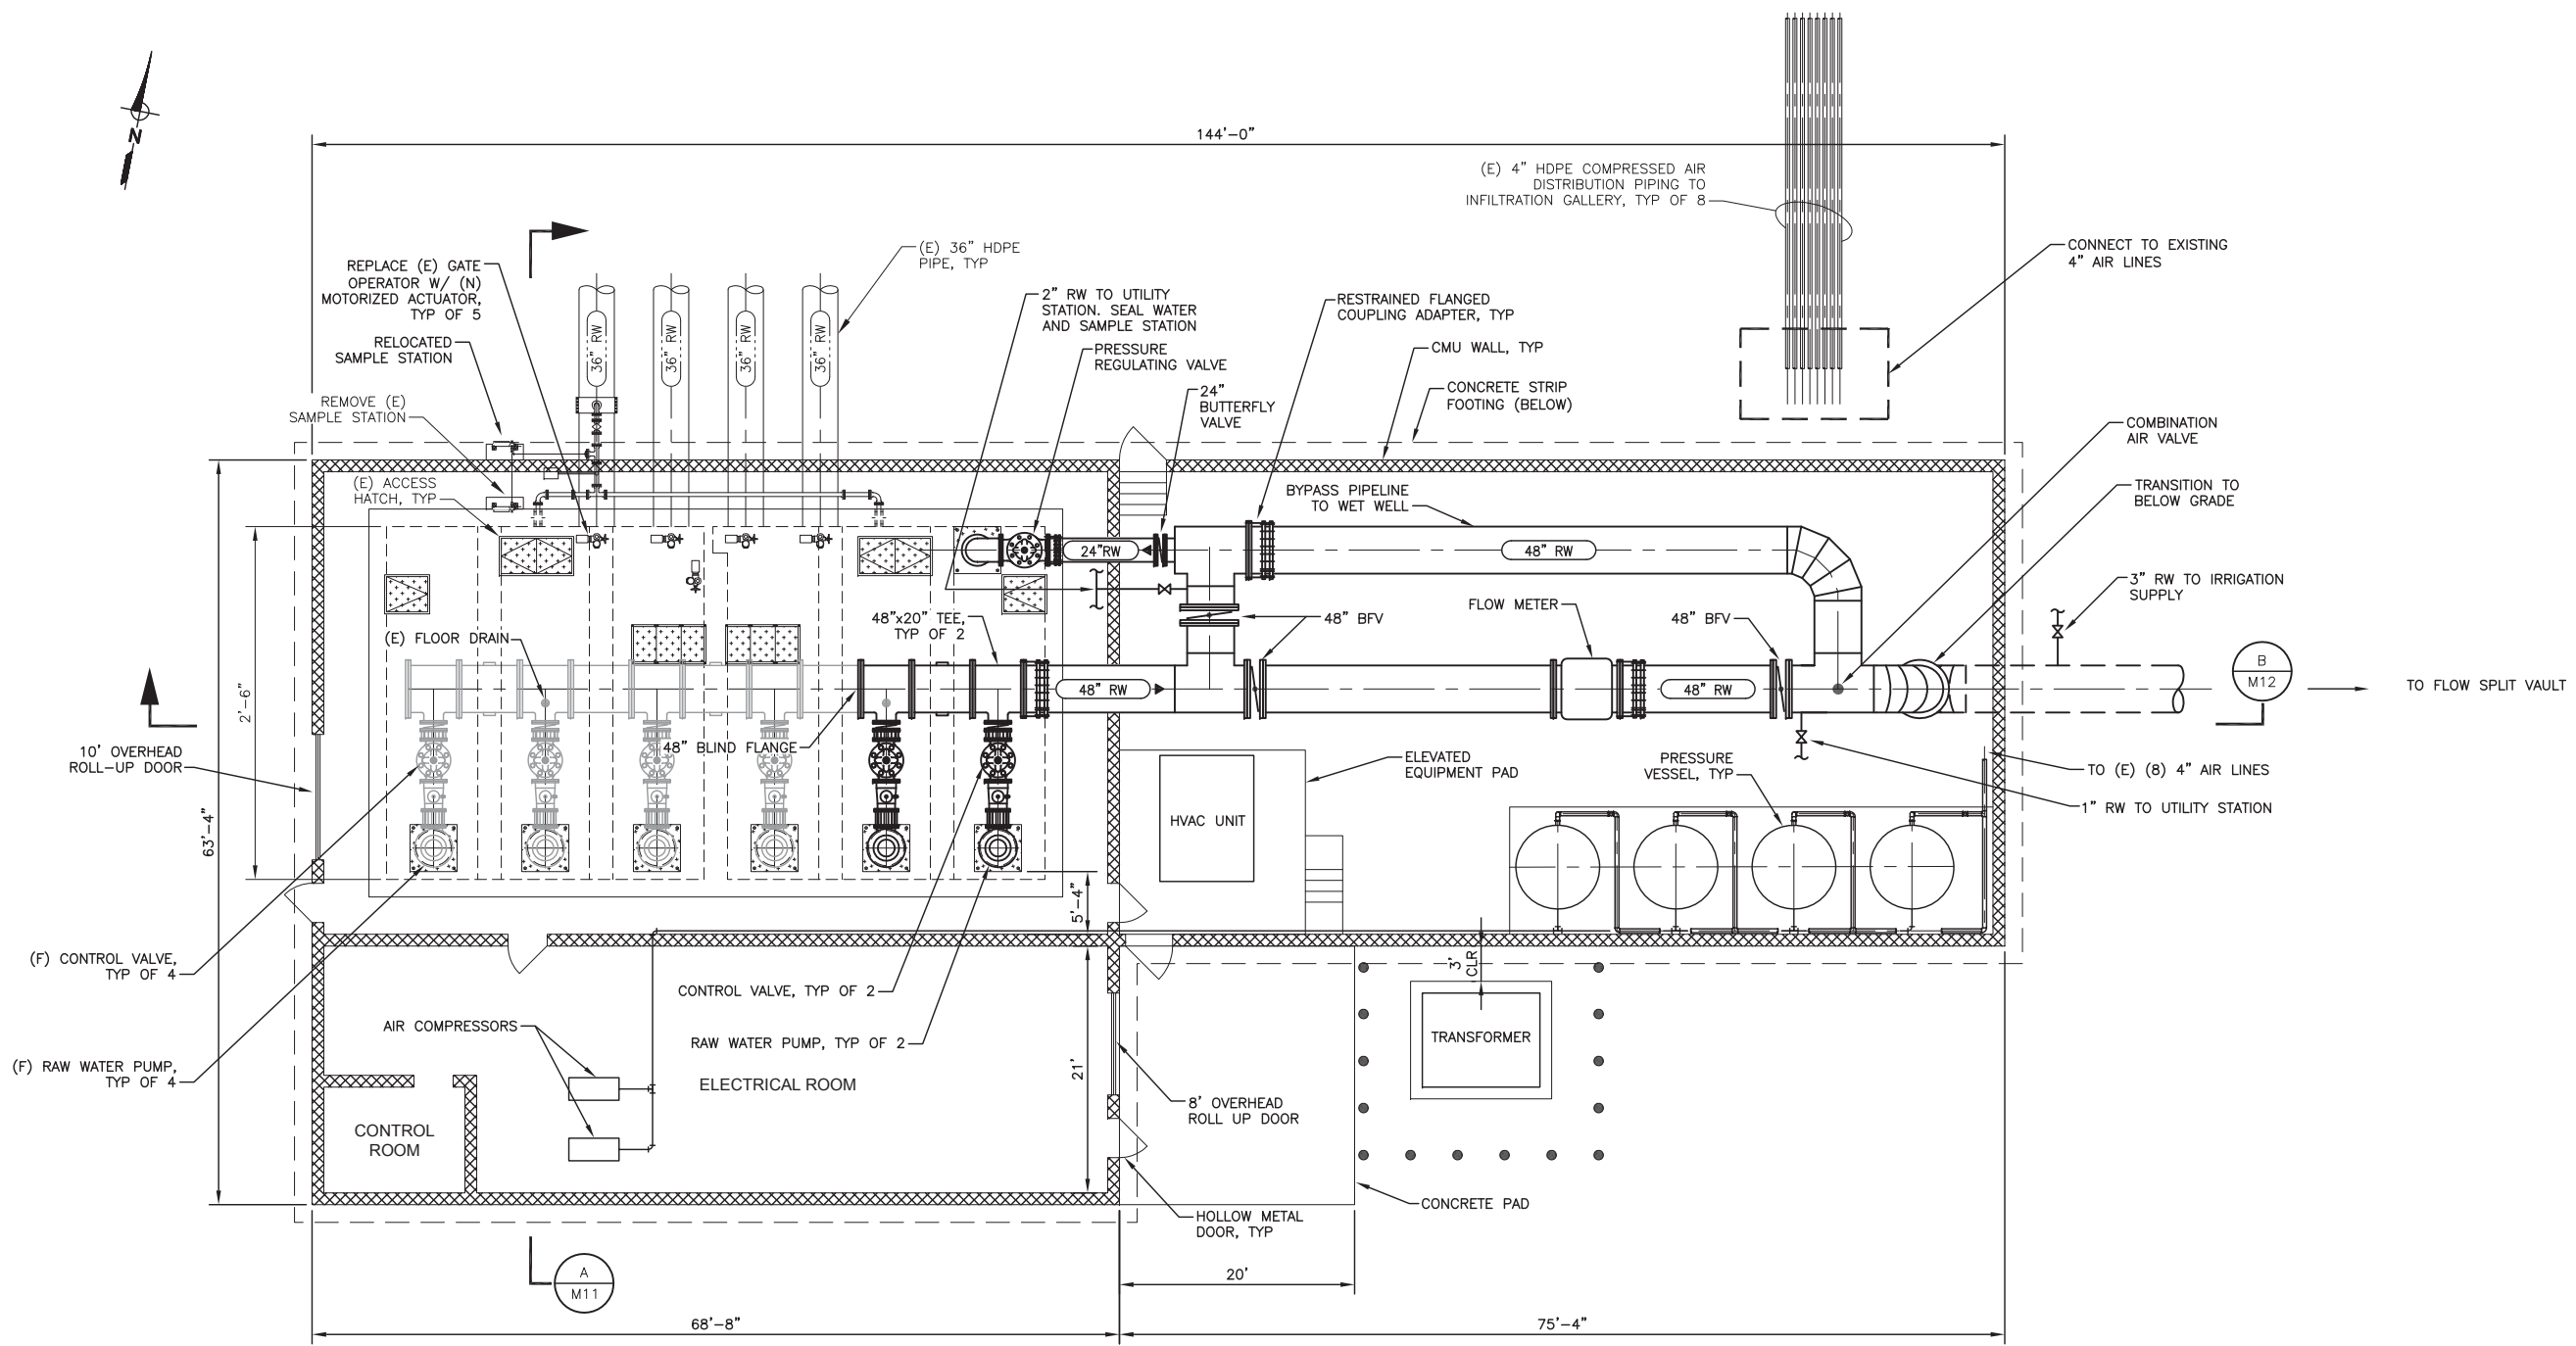 N
144'-0"
(E) 4" HDPE COMPRESSED AIR
DISTRIBUTION PIPING TO
INFILTRATION GALLERY, TYP OF 8
CONNECT TO EXISTING
4" AIR LINES
(E) 36" HDPE
PIPE, TYP
REPLACE (E) GATE
OPERATOR W/ (N)
MOTORIZED ACTUATOR,
TYP OF 5
RELOCATED
SAMPLE STATION
REMOVE (E)
SAMPLE STATION
(E) ACCESS
HATCH, TYP
36" RW
36" RW
36" RW
36" RW
2" RW TO UTILITY
STATION. SEAL WATER
AND SAMPLE STATION
PRESSURE
REGULATING VALVE
24"
BUTTERFLY
VALVE
RESTRAINED FLANGED
COUPLING ADAPTER, TYP
CMU WALL, TYP
CONCRETE STRIP
FOOTING (BELOW)
COMBINATION
AIR VALVE
TRANSITION TO
BELOW GRADE
BYPASS PIPELINE
TO WET WELL
24"RW
48" RW
3" RW TO IRRIGATION
SUPPLY
FLOW METER
48" BFV
48" BFV
48"x20" TEE,
TYP OF 2
(E) FLOOR DRAIN
48" RW
48" RW
B
M12
TO FLOW SPLIT VAULT
2'-6"
63'-4"
10' OVERHEAD
ROLL-UP DOOR
48" BLIND FLANGE
ELEVATED
EQUIPMENT PAD
PRESSURE
VESSEL, TYP
TO (E) (8) 4" AIR LINES
1" RW TO UTILITY STATION
HVAC UNIT
5'-4"
(F) CONTROL VALVE,
TYP OF 4
CONTROL VALVE, TYP OF 2
3'
CLR
AIR COMPRESSORS
RAW WATER PUMP, TYP OF 2
TRANSFORMER
(F) RAW WATER PUMP,
TYP OF 4
ELECTRICAL ROOM
21'
8' OVERHEAD
ROLL UP DOOR
CONTROL
ROOM
CONCRETE PAD
HOLLOW METAL
DOOR, TYP
A
M11
20'
68'-8"
75'-4"